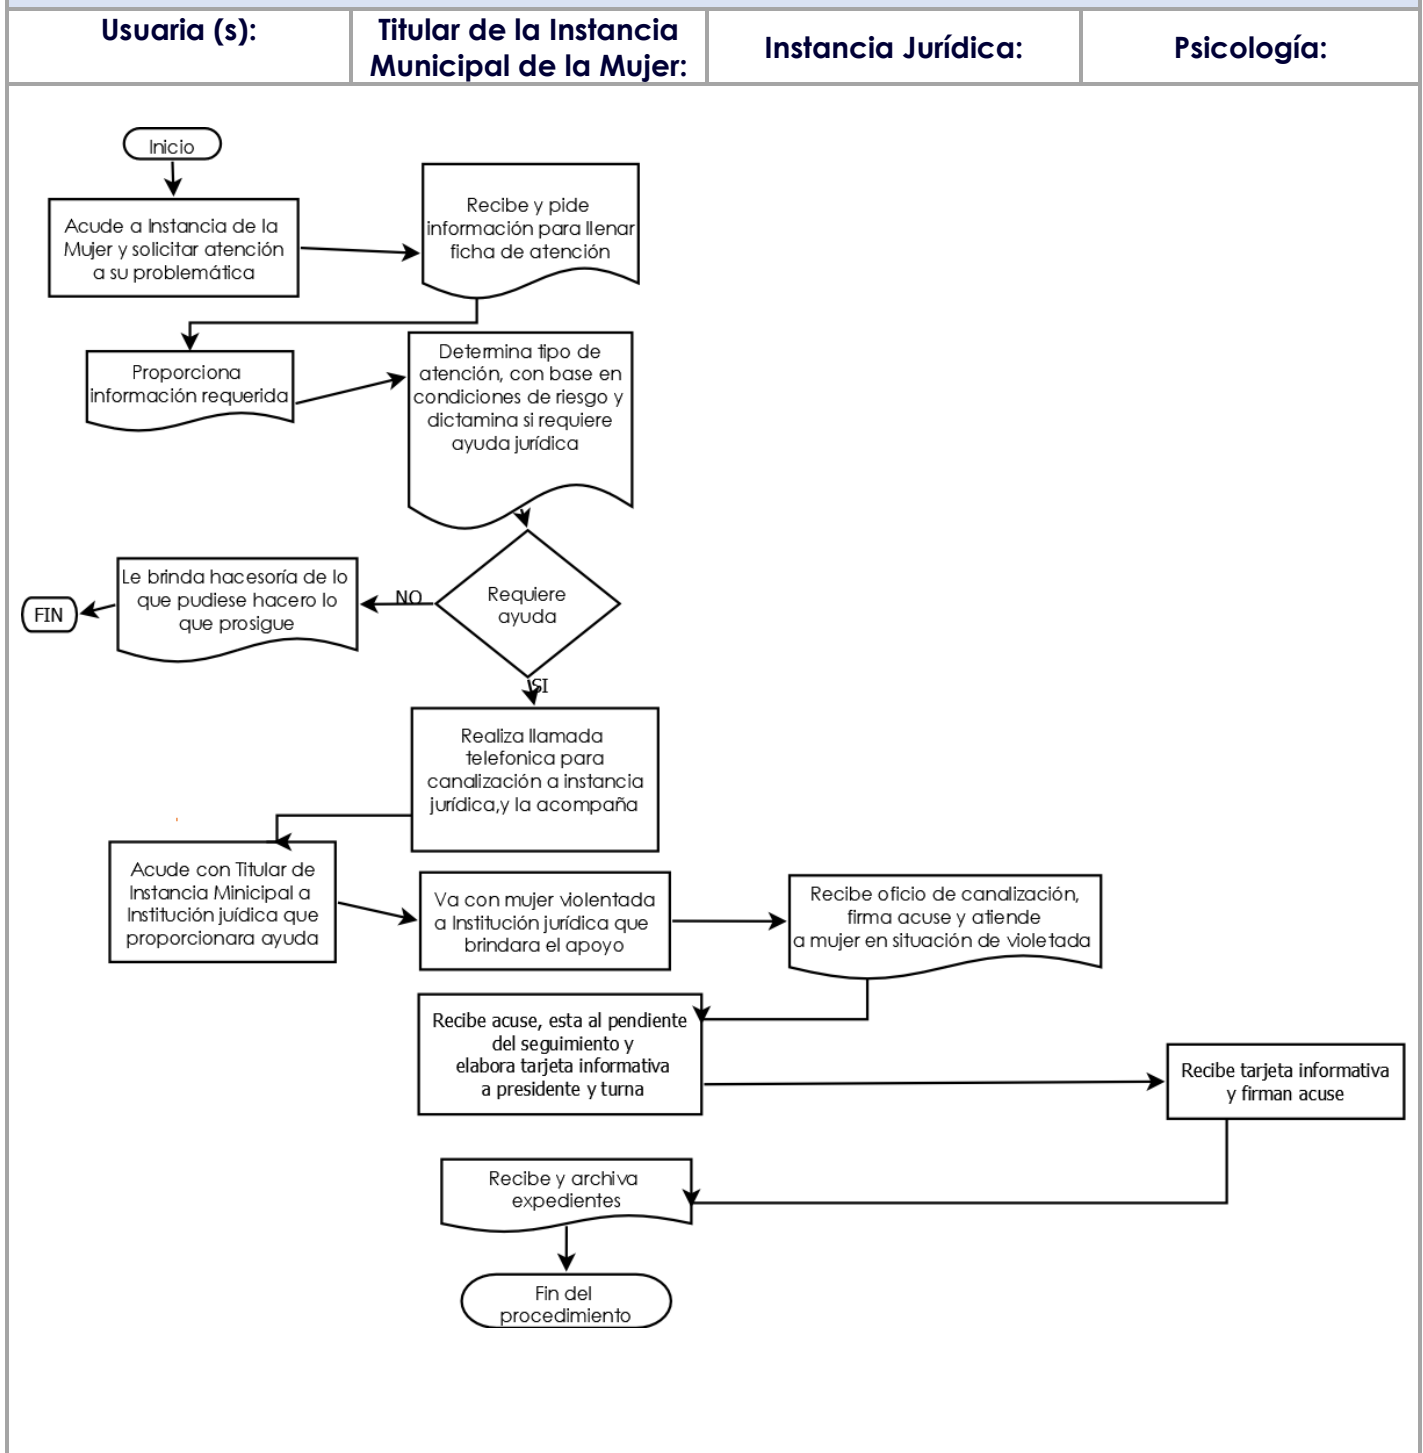 Usuaria (s):
Titular de la Instancia
Municipal de la Mujer:
Instancia Jurídica:
Psicología:
Inicio
Acude a Instancia de la
Mujer y solicitar atención
a su problemática
Recibe y pide
información para llenar
ficha de atención
Proporciona
información requerida
Determina tipo de
atención, con base en
condiciones de riesgo y
dictamina si requiere
ayuda jurídica
Requiere
ayuda
NO
Le brinda hacesoría de lo
que pudiese hacero lo
que prosigue
FIN
SI
Realiza llamada
telefonica para
canalización a instancia
jurídica,y la acompaña
Acude con Titular de
Instancia Minicipal a
Institución juídica que
proporcionara ayuda
Va con mujer violentada
a Institución jurídica que
brindara el apoyo
Recibe oficio de canalización,
firma acuse y atiende
a mujer en situación de violetada
Recibe acuse, esta al pendiente
del seguimiento y
elabora tarjeta informativa
a presidente y turna
Recibe tarjeta informativa
y firman acuse
Recibe y archiva
expedientes
Fin del
procedimiento